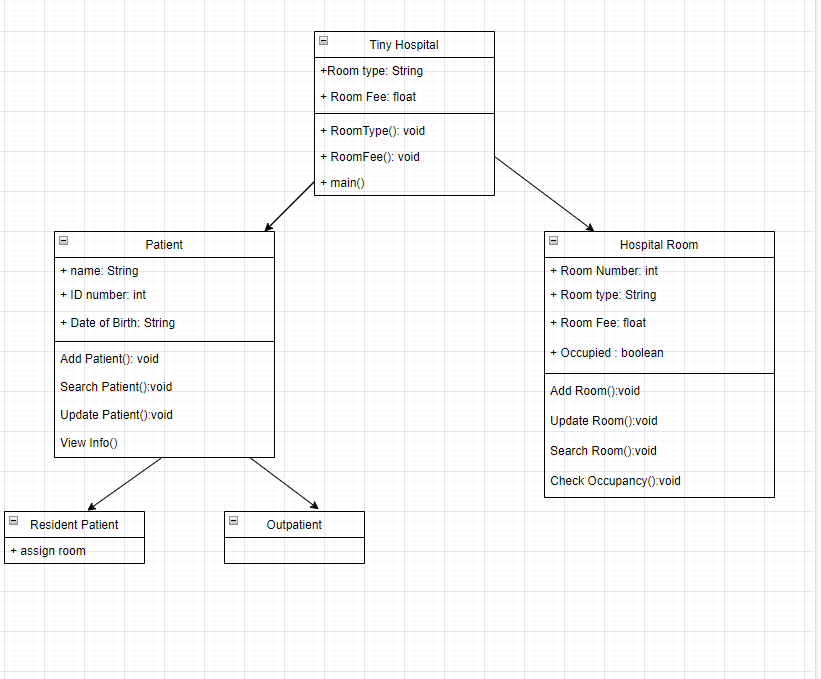 Tiny Hospital
+Room type: String
+ Room Fee: float
+ RoomType(): void
+ RoomFee(): void
+ main()
Patient
+ name: String
+ ID number: int
+ Date of Birth: String
Add Patient(): void
Search Patient():void
Update Patient():void
View Info()
Hospital Room
+ Room Number: int
+ Room type: String
+ Room Fee: float
+ Occupied : boolean
Add Room():void
Update Room():void
Search Room():void
Check Occupancy():void
Resident Patient
+ assign room
Outpatient